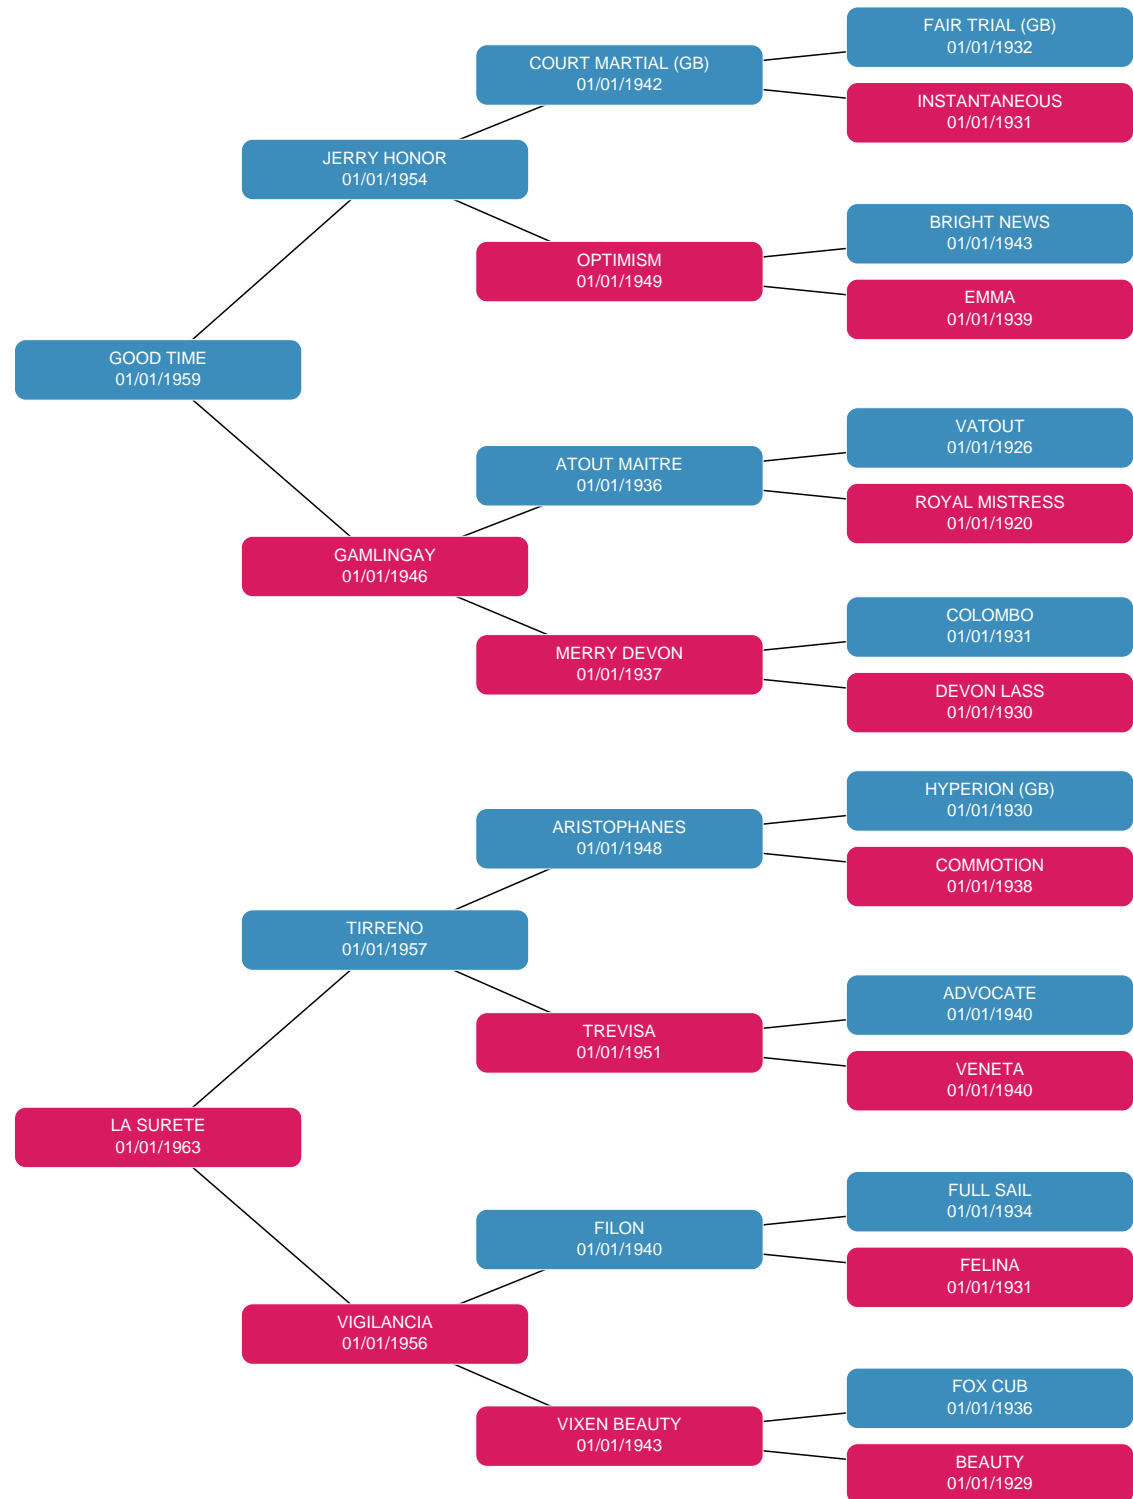 FAIR TRIAL (GB)
01/01/1932
COURT MARTIAL (GB)
01/01/1942
INSTANTANEOUS
01/01/1931
JERRY HONOR
01/01/1954
BRIGHT NEWS
01/01/1943
OPTIMISM
01/01/1949
EMMA
01/01/1939
GOOD TIME
01/01/1959
VATOUT
01/01/1926
ATOUT MAITRE
01/01/1936
ROYAL MISTRESS
01/01/1920
GAMLINGAY
01/01/1946
COLOMBO
01/01/1931
MERRY DEVON
01/01/1937
DEVON LASS
01/01/1930
HYPERION (GB)
01/01/1930
ARISTOPHANES
01/01/1948
COMMOTION
01/01/1938
TIRRENO
01/01/1957
ADVOCATE
01/01/1940
TREVISA
01/01/1951
VENETA
01/01/1940
LA SURETE
01/01/1963
FULL SAIL
01/01/1934
FILON
01/01/1940
FELINA
01/01/1931
VIGILANCIA
01/01/1956
FOX CUB
01/01/1936
VIXEN BEAUTY
01/01/1943
BEAUTY
01/01/1929